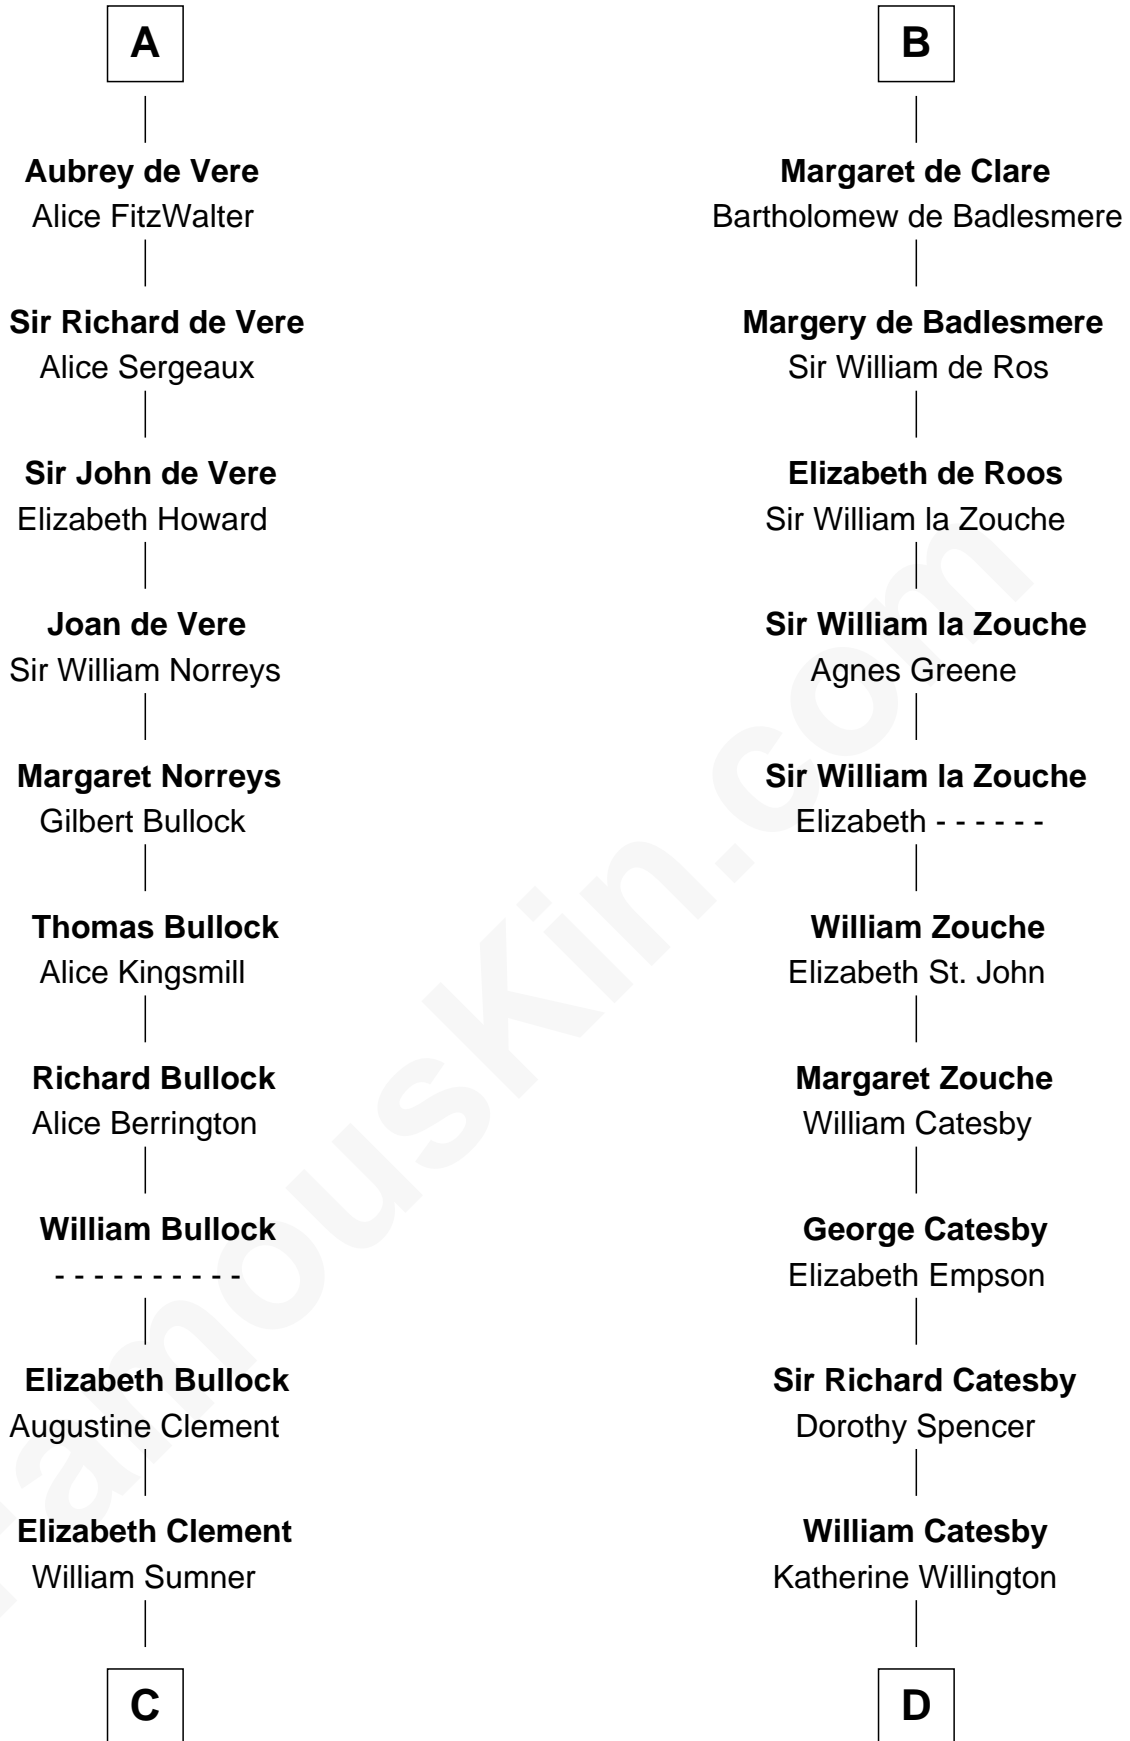 A
Aubrey de Vere
Alice FitzWalter
Sir Richard de Vere
Alice Sergeaux
Sir John de Vere
Elizabeth Howard
Joan de Vere
Sir William Norreys
Margaret Norreys
Gilbert Bullock
Thomas Bullock
Alice Kingsmill
Richard Bullock
Alice Berrington
William Bullock
- - - - - - - - - -
Elizabeth Bullock
Augustine Clement
Elizabeth Clement
William Sumner
C
B
Margaret de Clare
Bartholomew de Badlesmere
Margery de Badlesmere
Sir William de Ros
Elizabeth de Roos
Sir William la Zouche
Sir William la Zouche
Agnes Greene
Sir William la Zouche
Elizabeth - - - - - -
William Zouche
Elizabeth St. John
Margaret Zouche
William Catesby
George Catesby
Elizabeth Empson
Sir Richard Catesby
Dorothy Spencer
William Catesby
Katherine Willington
D
FamousKin.com